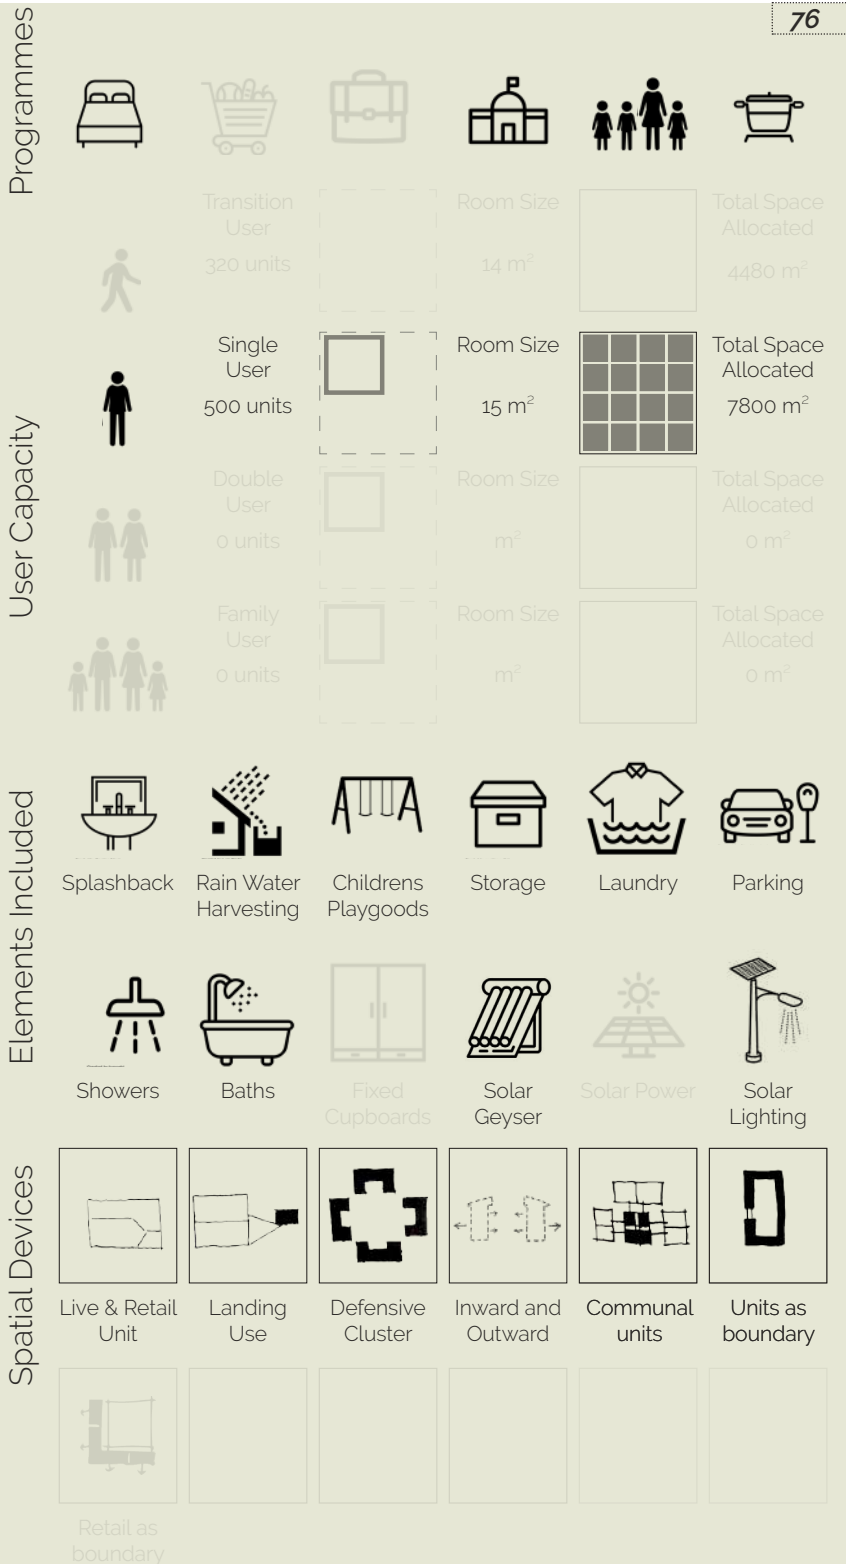 76
Programmes
User Capacity
Transition
User
320 units
Room Size
14 m²
Total Space
Allocated
4480 m²
Single
User
500 units
Room Size
15 m²
Total Space
Allocated
7800 m²
Double
User
0 units
Room Size
m²
Total Space
Allocated
0 m²
Family
User
0 units
Room Size
m²
Total Space
Allocated
0 m²
Elements Included
Splashback
Rain Water
Harvesting
Childrens
Playgoods
Storage
Laundry
Parking
Showers
Baths
Fixed
Cupboards
Solar
Geyser
Solar Power
Solar
Lighting
Spatial Devices
Live & Retail
Unit
Landing
Use
Defensive
Cluster
Inward and
Outward
Communal
units
Units as
boundary
Retail as
boundary